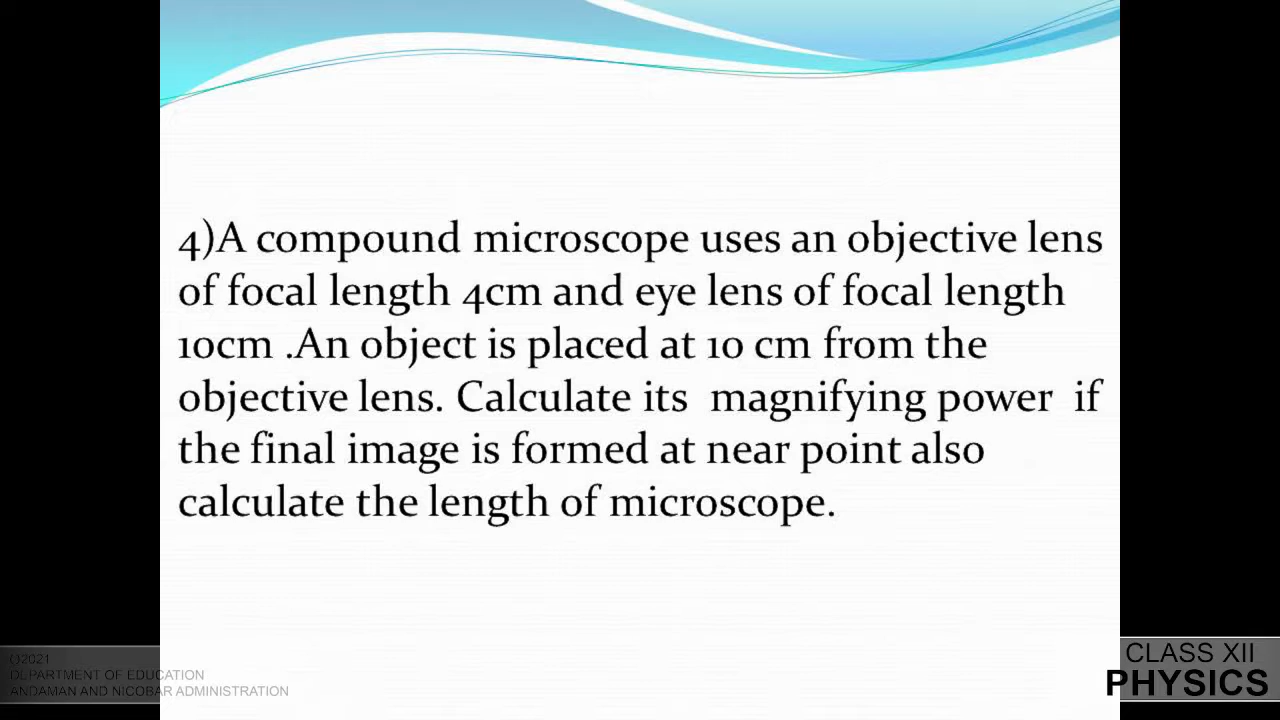 4)A compound microscope uses an objective lens
of focal length 4cm and eye lens of focal length
10cm .An object is placed at 10 cm from the
objective lens. Calculate its  magnifying power  if
the final image is formed at near point also
calculate the length of microscope.
()2021
DEPARTMENT OF EDUCATION
ANDAMAN AND NICOBAR ADMINISTRATION
CLASS XII
PHYSICS